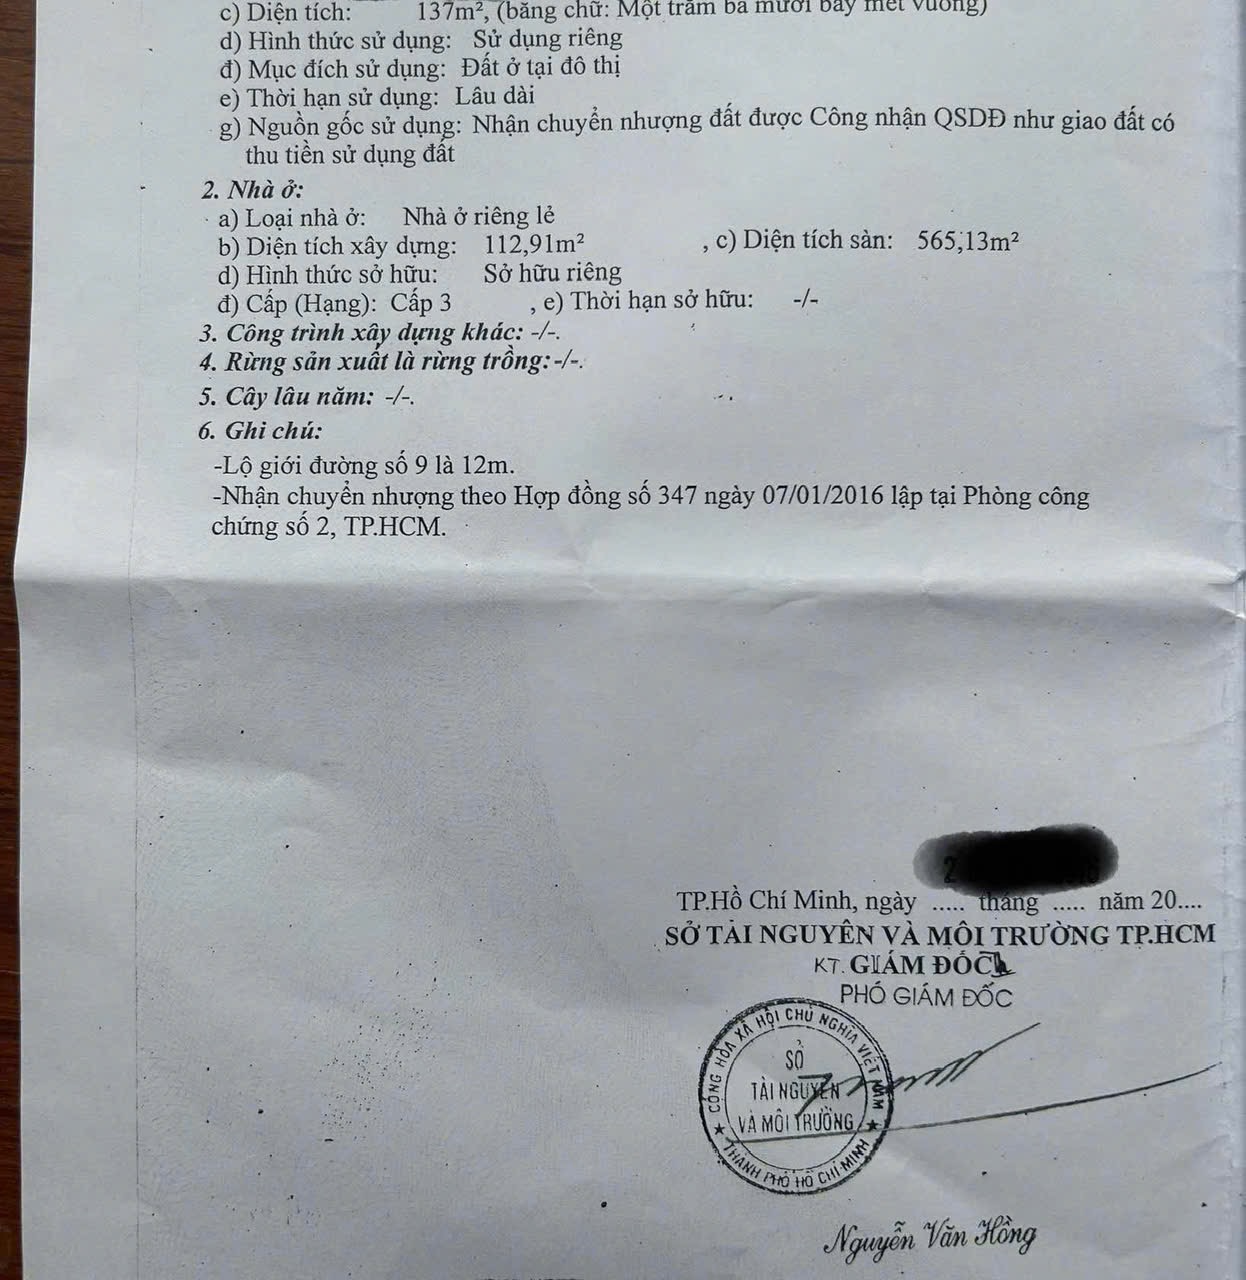 c) Diện tích: 137m², (bằng chữ: Một trăm ba mươi bảy mét vuông)
d) Hình thức sử dụng: Sử dụng riêng
đ) Mục đích sử dụng: Đất ở tại đô thị
e) Thời hạn sử dụng: Lâu dài
g) Nguồn gốc sử dụng: Nhận chuyển nhượng đất được Công nhận QSDĐ như giao đất có
thu tiền sử dụng đất
2. Nhà ở:
a) Loại nhà ở: Nhà ở riêng lẻ
b) Diện tích xây dựng: 112,91m² , c) Diện tích sàn: 565,13m²
d) Hình thức sở hữu: Sở hữu riêng
đ) Cấp (Hạng): Cấp 3 , e) Thời hạn sở hữu: -/-
3. Công trình xây dựng khác: -/-.
4. Rừng sản xuất là rừng trồng: -/-.
5. Cây lâu năm: -/-.
6. Ghi chú:
-Lộ giới đường số 9 là 12m.
-Nhận chuyển nhượng theo Hợp đồng số 347 ngày 07/01/2016 lập tại Phòng công
chứng số 2, TP.HCM.
TP.Hồ Chí Minh, ngày ..... tháng ..... năm 20....
SỞ TÀI NGUYÊN VÀ MÔI TRƯỜNG TP.HCM
KT. GIÁM ĐỐC
PHÓ GIÁM ĐỐC
CỘNG HÒA XÃ HỘI CHỦ NGHĨA VIỆT NAM
SỞ
TÀI NGUYÊN
VÀ MÔI TRƯỜNG
★ THÀNH PHỐ HỒ CHÍ MINH ★
Nguyễn Văn Hồng